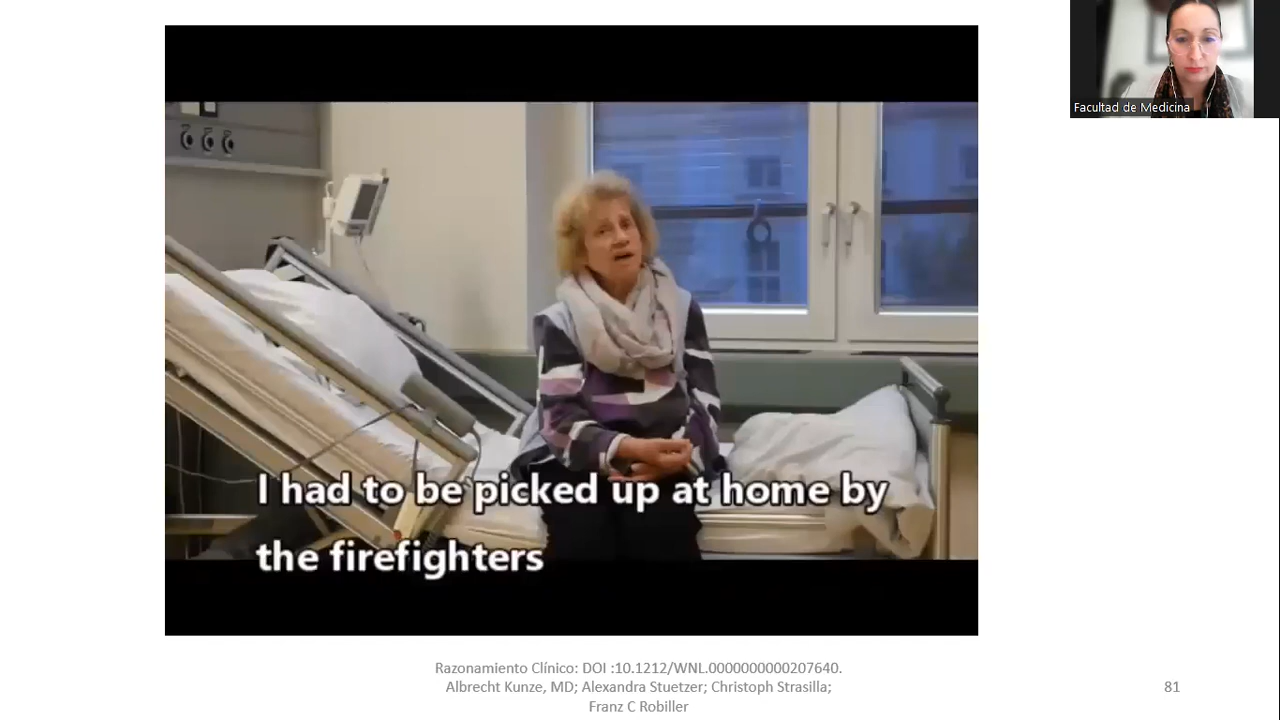 Facultad de Medicina
I had to be picked up at home by
the firefighters
Razonamiento Clínico: DOI :10.1212/WNL.0000000000207640.
Albrecht Kunze, MD; Alexandra Stuetzer; Christoph Strasilla;
Franz C Robiller
81